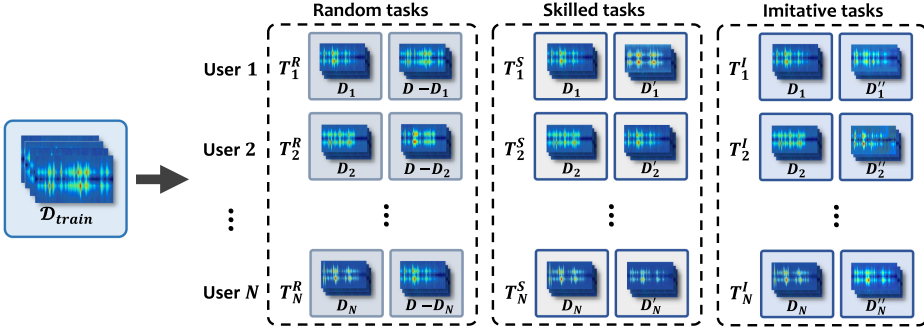 Random tasks Skilled tasks Imitative tasks
User 1 T_1^R D_1 D − D_1 T_1^S D_1 D'_1 T_1^I D_1 D''_1
User 2 T_2^R D_2 D − D_2 T_2^S D_2 D'_2 T_2^I D_2 D''_2
𝒟_train
⋮ ⋮ ⋮ ⋮
User N T_N^R D_N D − D_N T_N^S D_N D'_N T_N^I D_N D''_N